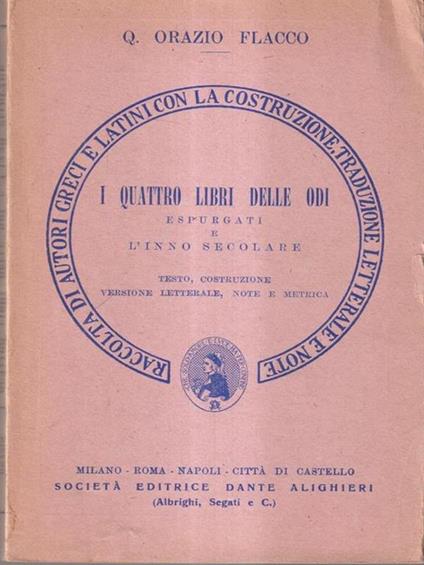 Q. ORAZIO FLACCO
RACCOLTA DI AUTORI GRECI E LATINI CON LA COSTRUZIONE, TRADUZIONE LETTERALE E NOTE
I QUATTRO LIBRI DELLE ODI
ESPURGATI
E
L'INNO SECOLARE
TESTO, COSTRUZIONE
VERSIONE LETTERALE, NOTE E METRICA
MILANO - ROMA - NAPOLI - CITTÀ DI CASTELLO
SOCIETÀ EDITRICE DANTE ALIGHIERI
(Albrighi, Segati e C.)